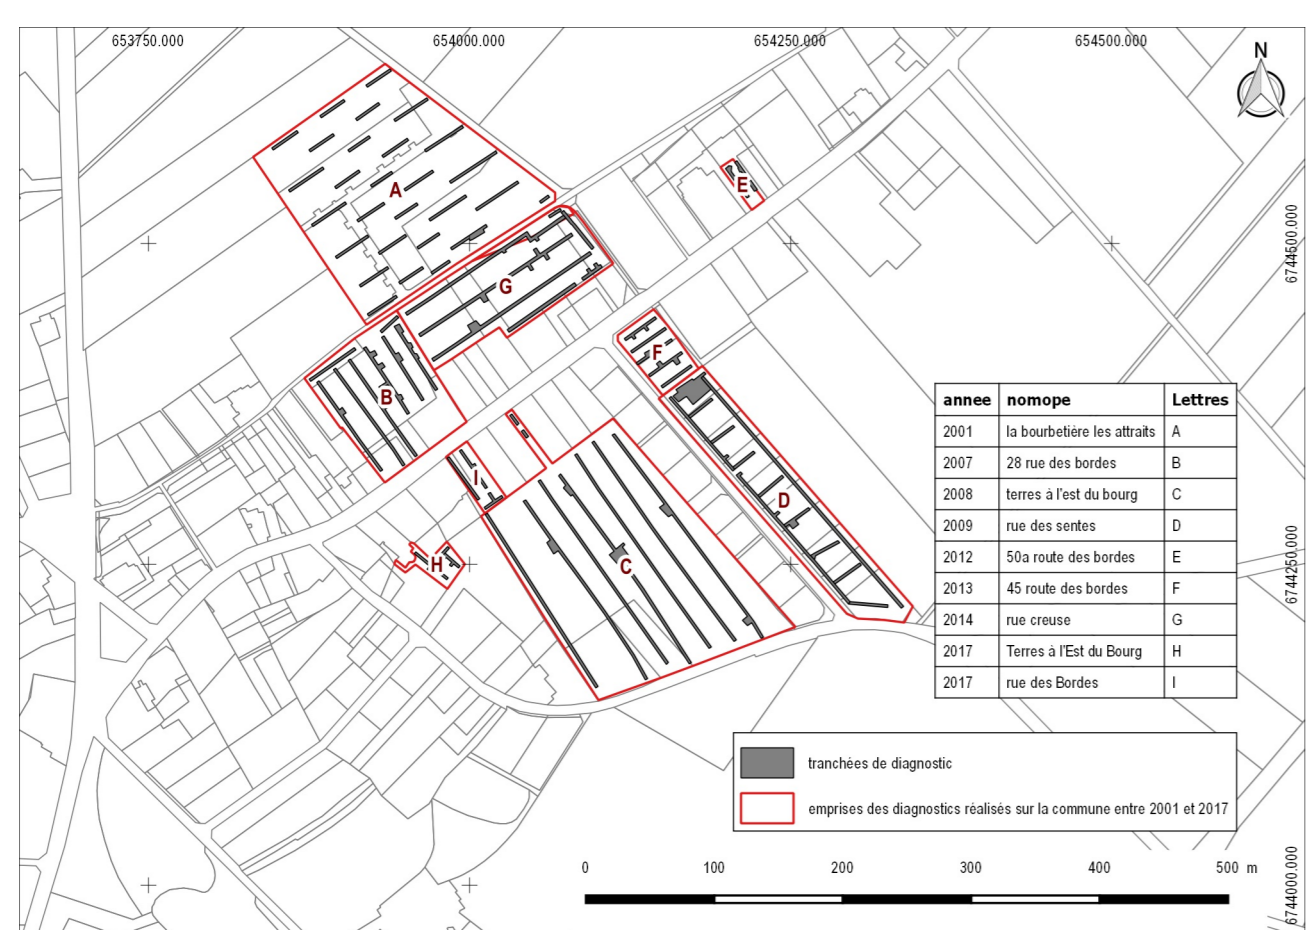 653750.000
654000.000
654250.000
654500.000
N
6744500.000
A
E
G
F
B
annee nomope Lettres
2001 la bourbetière les attraits A
2007 28 rue des bordes B
2008 terres à l'est du bourg C
2009 rue des sentes D
2012 50a route des bordes E
2013 45 route des bordes F
2014 rue creuse G
2017 Terres à l'Est du Bourg H
2017 rue des Bordes I
I
D
H
C
6744250.000
tranchées de diagnostic
emprises des diagnostics réalisés sur la commune entre 2001 et 2017
0 100 200 300 400 500 m
6744000.000